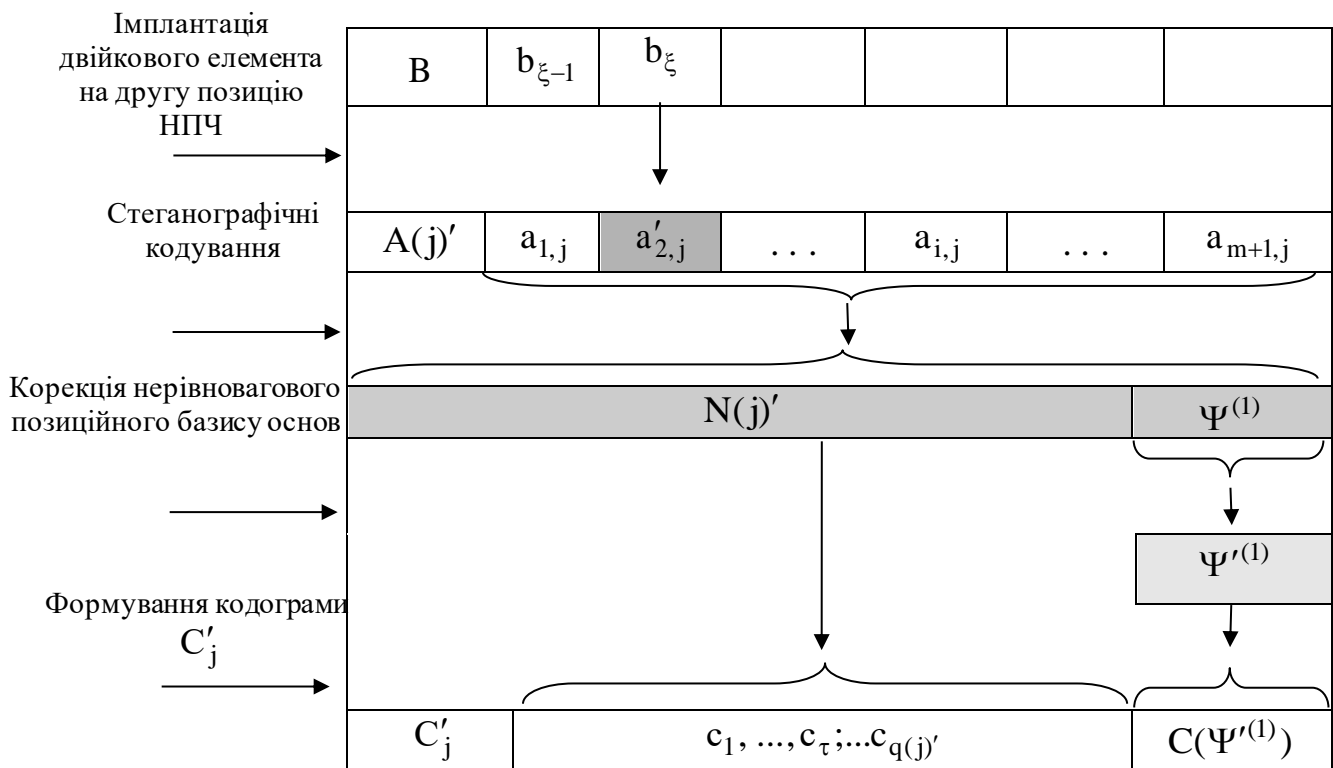 Імплантація
двійкового елемента
на другу позицію
НПЧ
B b_{ξ−1} b_ξ
Стеганографічні
кодування
A(j)′ a_{1,j} a′_{2,j} ... a_{i,j} ... a_{m+1,j}
Корекція нерівновагового
позиційного базису основ
N(j)′ Ψ^{(1)}
Ψ′^{(1)}
Формування кодограми
C′_j
C′_j c_1, ..., c_τ;...c_{q(j)′} C(Ψ′^{(1)})